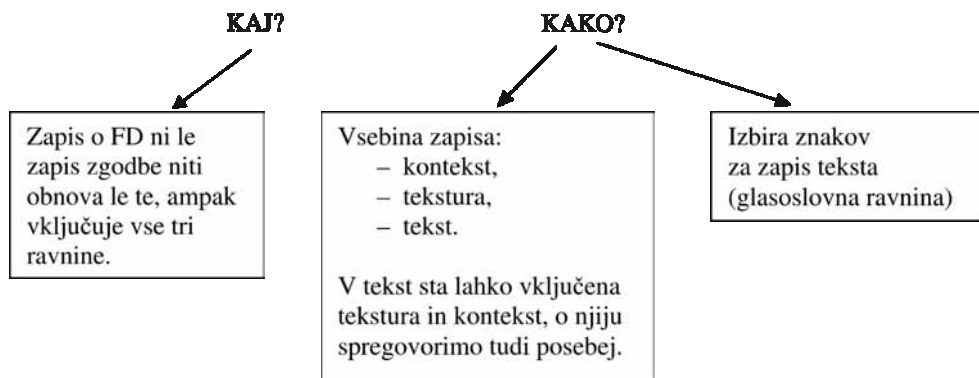 KAJ?
KAKO?
Zapis o FD ni le
zapis zgodbe niti
obnova le te, ampak
vključuje vse tri
ravnine.
Vsebina zapisa:
– kontekst,
– tekstura,
– tekst.
V tekst sta lahko vključena
tekstura in kontekst, o njiju
spregovorimo tudi posebej.
Izbira znakov
za zapis teksta
(glasoslovna ravnina)